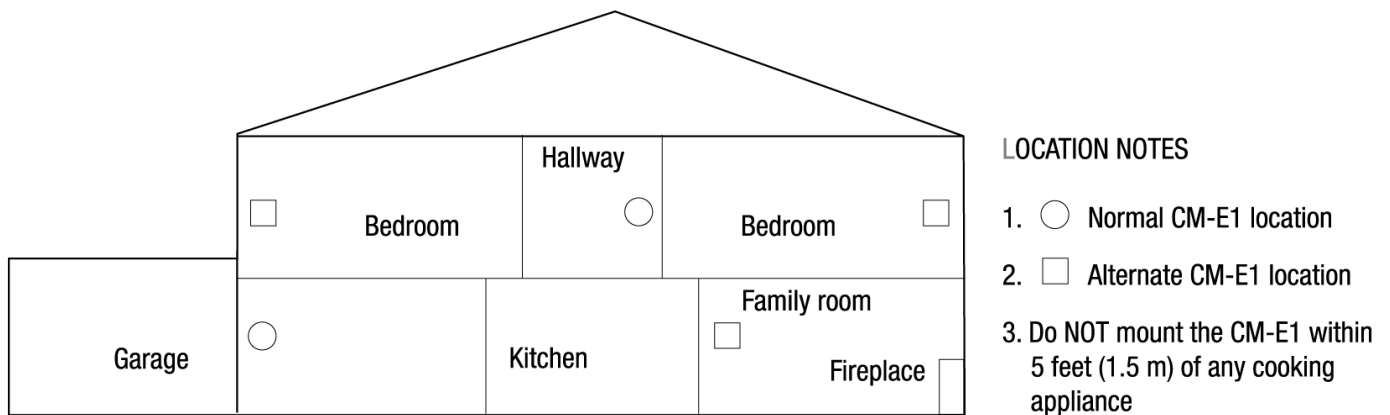 Hallway
Bedroom
Bedroom
Family room
Garage
Kitchen
Fireplace
LOCATION NOTES
1. Normal CM-E1 location
2. Alternate CM-E1 location
3. Do NOT mount the CM-E1 within
5 feet (1.5 m) of any cooking
appliance